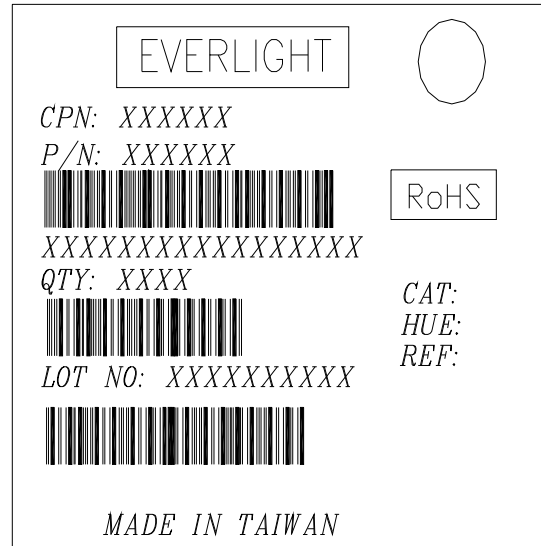 EVERLIGHT
CPN: XXXXXX
P/N: XXXXXX
RoHS
XXXXXXXXXXXXXXXXX
QTY: XXXX
CAT:
HUE:
REF:
LOT NO: XXXXXXXXXX
MADE IN TAIWAN